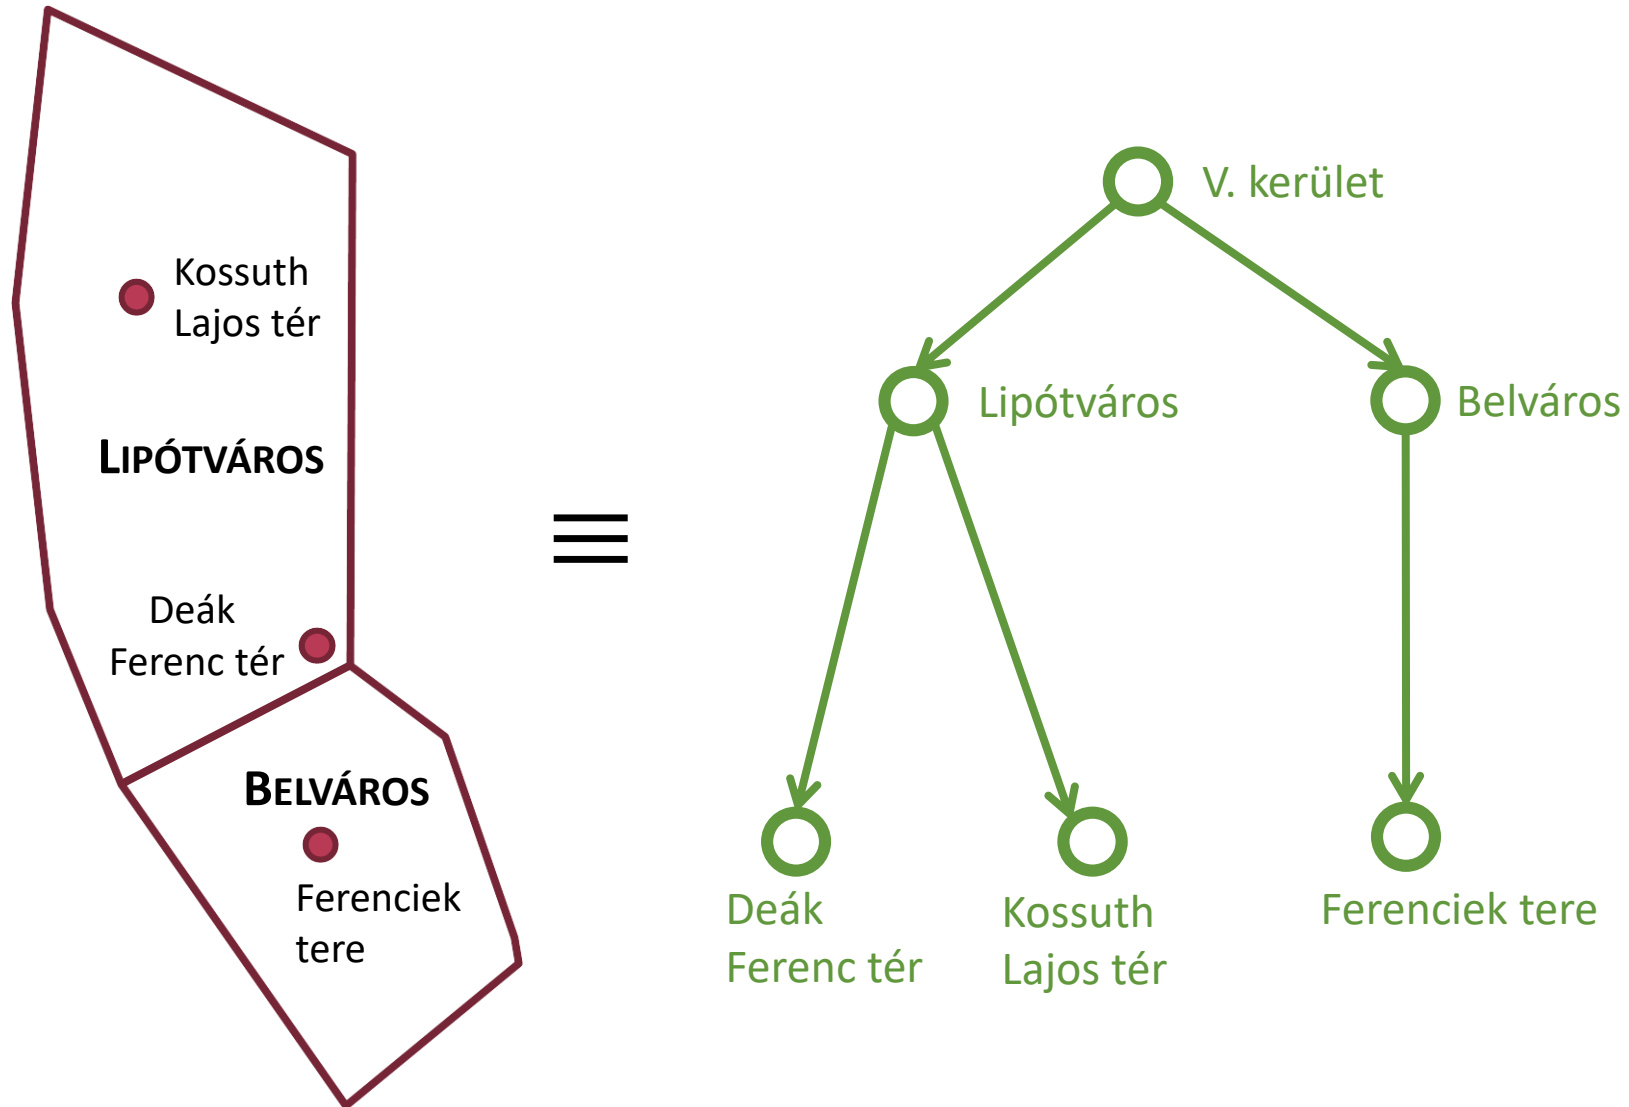 Kossuth
Lajos tér
LIPÓTVÁROS
Deák
Ferenc tér
BELVÁROS
Ferenciek
tere
≡
V. kerület
Lipótváros
Belváros
Deák
Ferenc tér
Kossuth
Lajos tér
Ferenciek tere